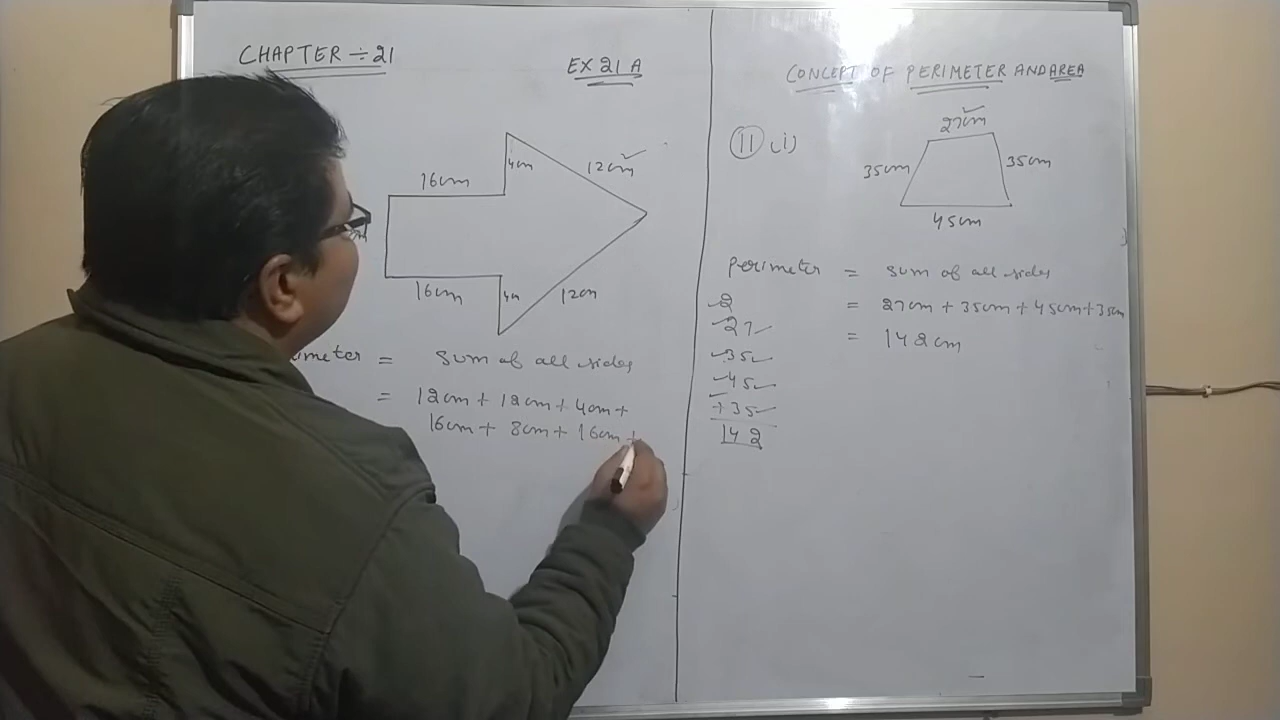 CHAPTER ÷ 21
EX 21 A
16cm
4cm
12cm
16cm
4cm
12cm
= sum of all sides
= 12cm + 12cm + 4cm +
16cm + 8cm + 16cm +
CONCEPT OF PERIMETER AND AREA
11 (i)
27cm
35cm
35cm
45cm
perimeter = sum of all sides
= 27cm + 35cm + 45cm + 35cm
= 142cm
2
27
35
45
+35
142